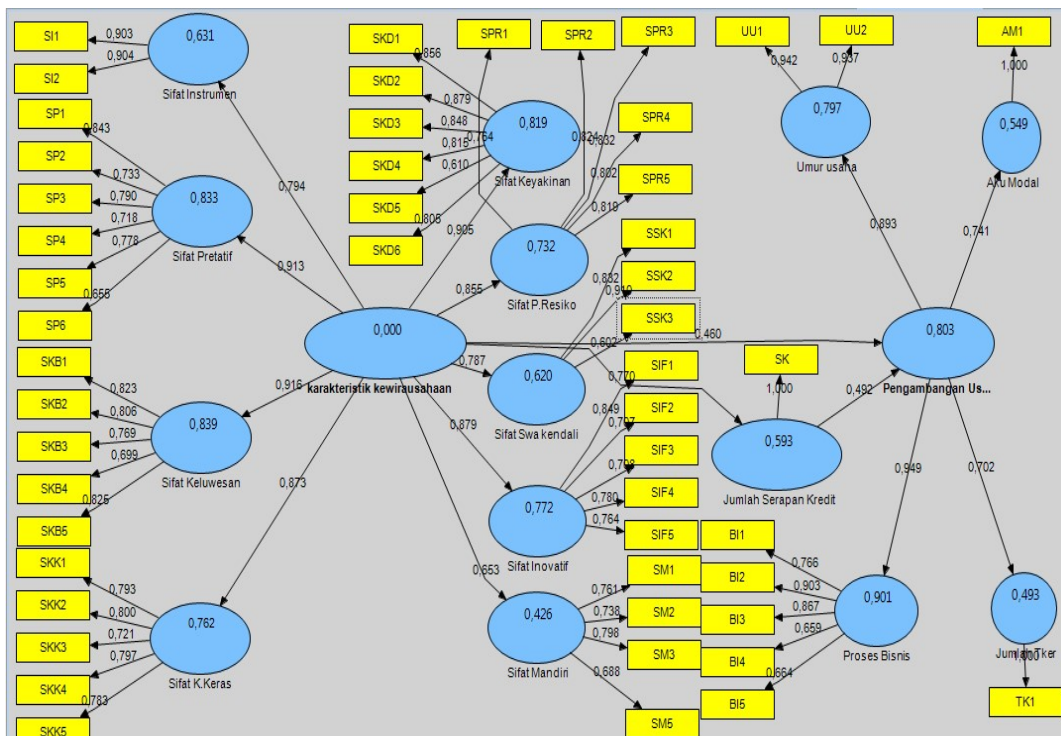 SI1
SI2
0,903
0,904
0,631
Sifat Instrumen
0,794
SP1
SP2
SP3
SP4
SP5
SP6
0,843
0,733
0,790
0,718
0,778
0,655
0,833
Sifat Pretatif
0,913
SKB1
SKB2
SKB3
SKB4
SKB5
0,823
0,806
0,769
0,699
0,825
0,839
Sifat Keluwesan
0,916
SKK1
SKK2
SKK3
SKK4
SKK5
0,793
0,800
0,721
0,797
0,783
0,762
Sifat K.Keras
0,873
SKD1
SKD2
SKD3
SKD4
SKD5
SKD6
0,856
0,879
0,848
0,815
0,610
0,805
0,819
Sifat Keyakinan
0,905
SPR1
SPR2
SPR3
SPR4
SPR5
0,764
0,824
0,832
0,802
0,818
0,732
Sifat P.Resiko
0,855
0,000
karakteristik kewirausahaan
SSK1
SSK2
SSK3
0,832
0,910
0,602
0,620
Sifat Swa kendali
0,787
SIF1
SIF2
SIF3
SIF4
SIF5
0,849
0,780
0,764
0,772
Sifat Inovatif
0,879
SM1
SM2
SM3
SM5
0,761
0,738
0,798
0,688
0,426
Sifat Mandiri
0,653
0,460
0,770
SK
1,000
0,593
Jumlah Serapan Kredit
0,492
UU1
UU2
0,942
0,937
0,797
Umur usaha
0,893
AM1
1,000
0,549
Aku Modal
0,741
0,803
Pengambangan Us...
BI1
BI2
BI3
BI4
BI5
0,766
0,903
0,867
0,659
0,664
0,901
Proses Bisnis
0,949
0,702
0,493
Jumlah Tker
1,000
TK1